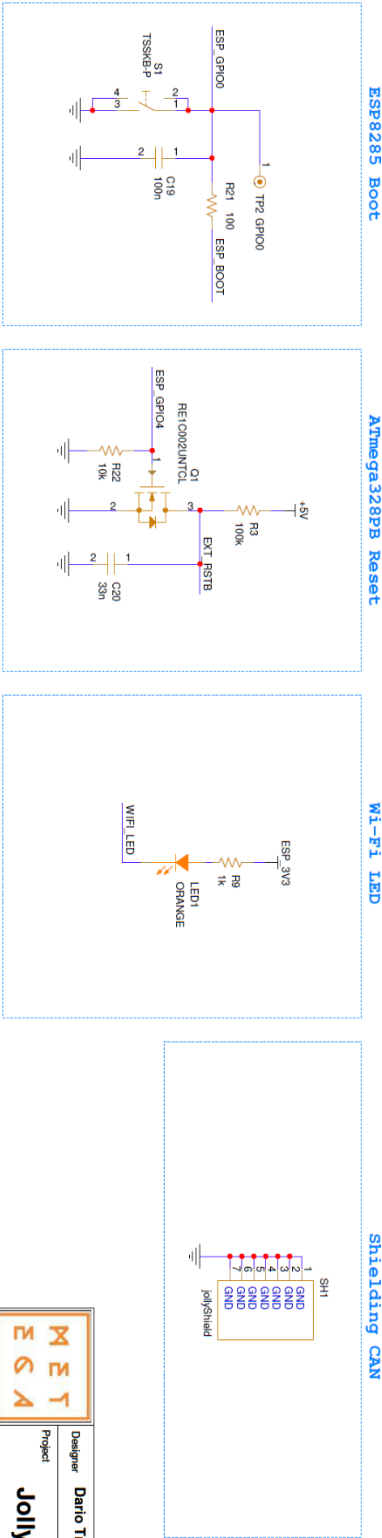 ESP8285 Boot
ESP_GPIO0
1
TP2 GPIO0
S1
TSSKB-P
4
3
2
1
2
1
C19
100n
R21
100
ESP_BOOT
ATmega328PB Reset
ESP_GPIO4
RE1C002UNTCL
Q1
1
2
3
R22
10k
+5V
R3
100k
EXT_RSTB
2
1
C20
33n
Wi-Fi LED
ESP_3V3
R9
1k
WIFI_LED
LED1
ORANGE
Shielding CAN
SH1
1
2
3
4
5
6
7
GND
GND
GND
GND
GND
GND
GND
jollyShield
MET
EGA
Designer
Dario
Project
Jolly